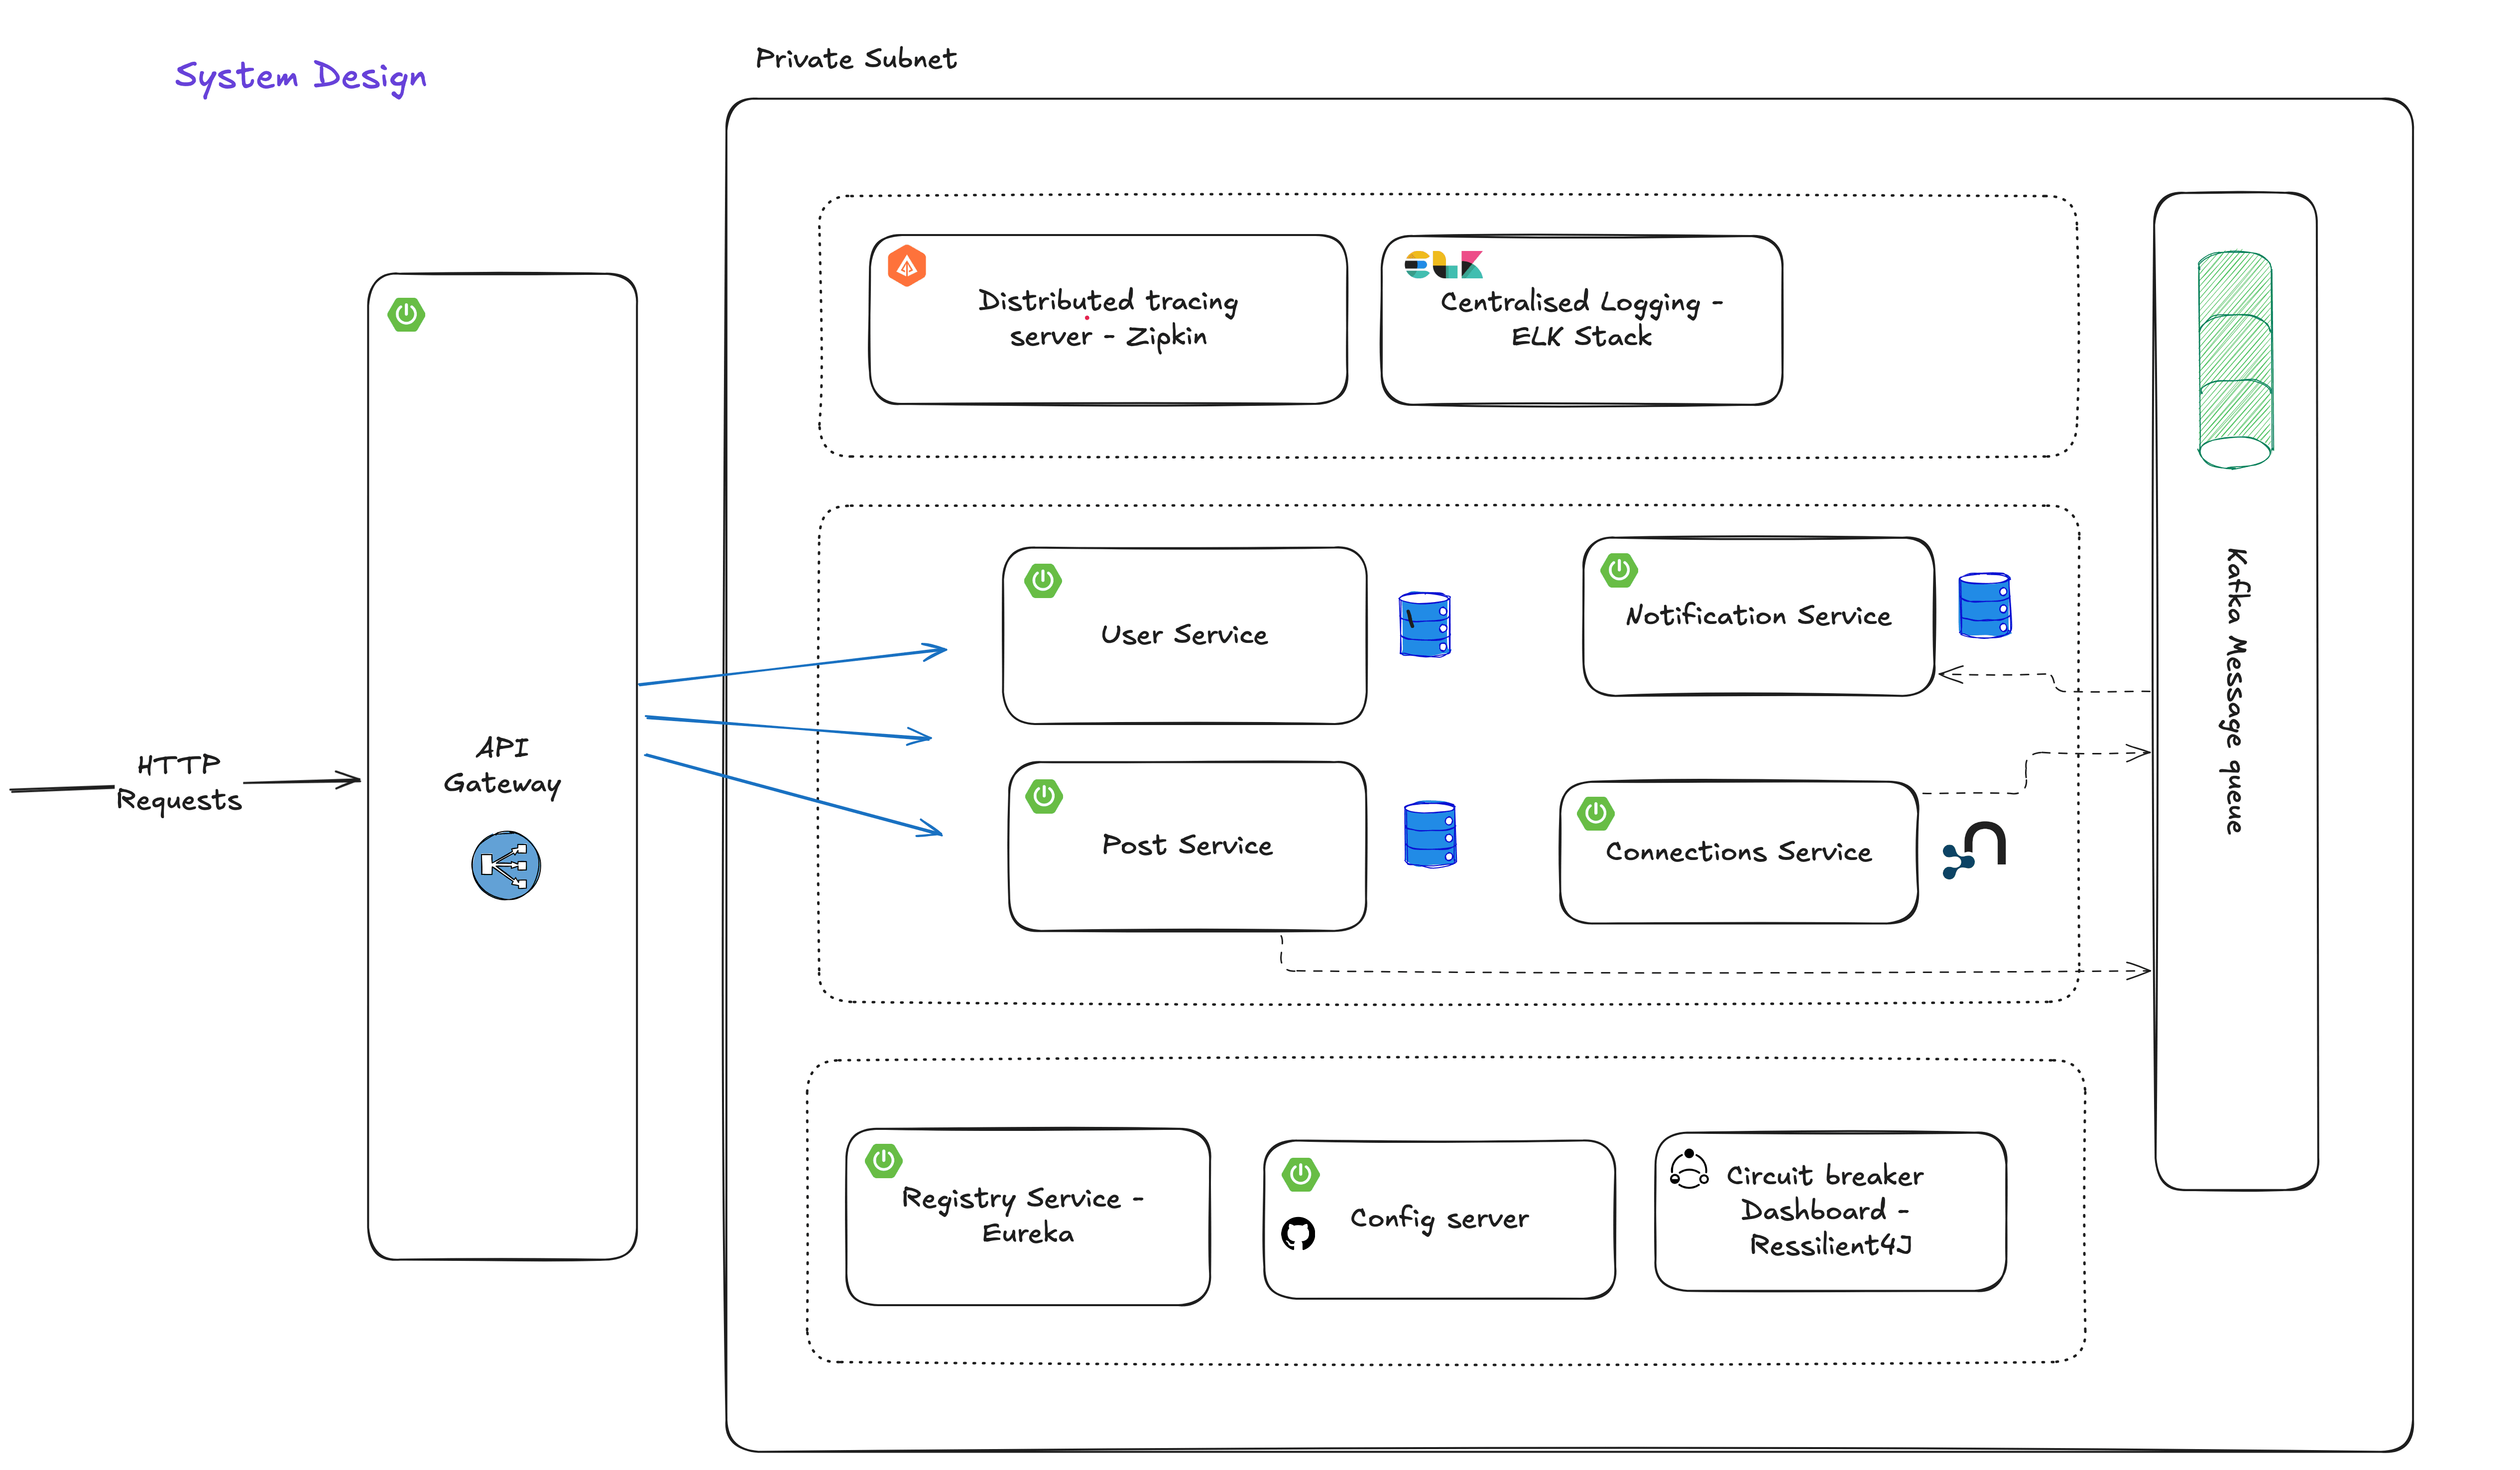 System Design
Private Subnet
HTTP
Requests
API
Gateway
Distributed tracing
server - Zipkin
ELK
Centralised Logging -
ELK Stack
User Service
Notification Service
Post Service
Connections Service
Kafka Message queue
Registry Service -
Eureka
Config server
Circuit breaker
Dashboard -
Ressilient4J